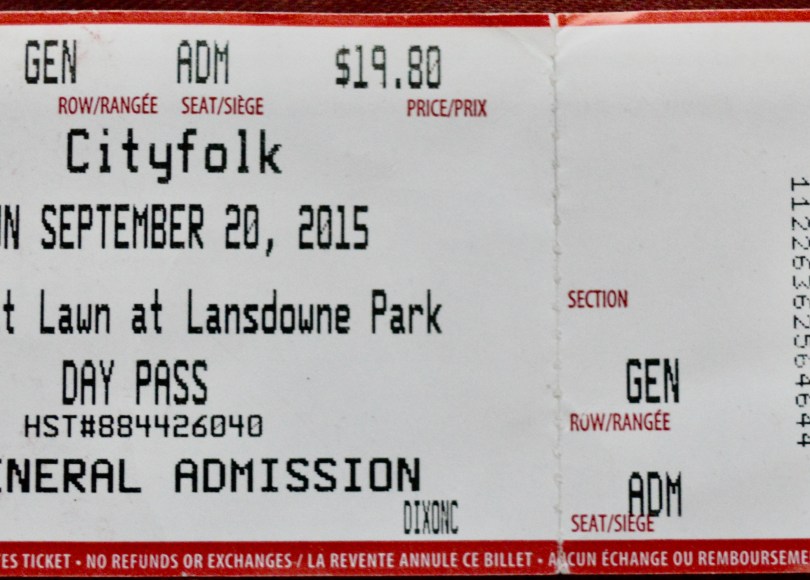 GEN ADM $19.80
ROW/RANGÉE SEAT/SIÈGE PRICE/PRIX
Cityfolk
N SEPTEMBER 20, 2015
t Lawn at Lansdowne Park
DAY PASS
HST#884426040
NERAL ADMISSION
DIXONC
ES TICKET • NO REFUNDS OR EXCHANGES / LA REVENTE ANNULE CE BILLET • AUCUN ÉCHANGE OU REMBOURSEME
SECTION
GEN
ROW/RANGÉE
ADM
SEAT/SIÈGE